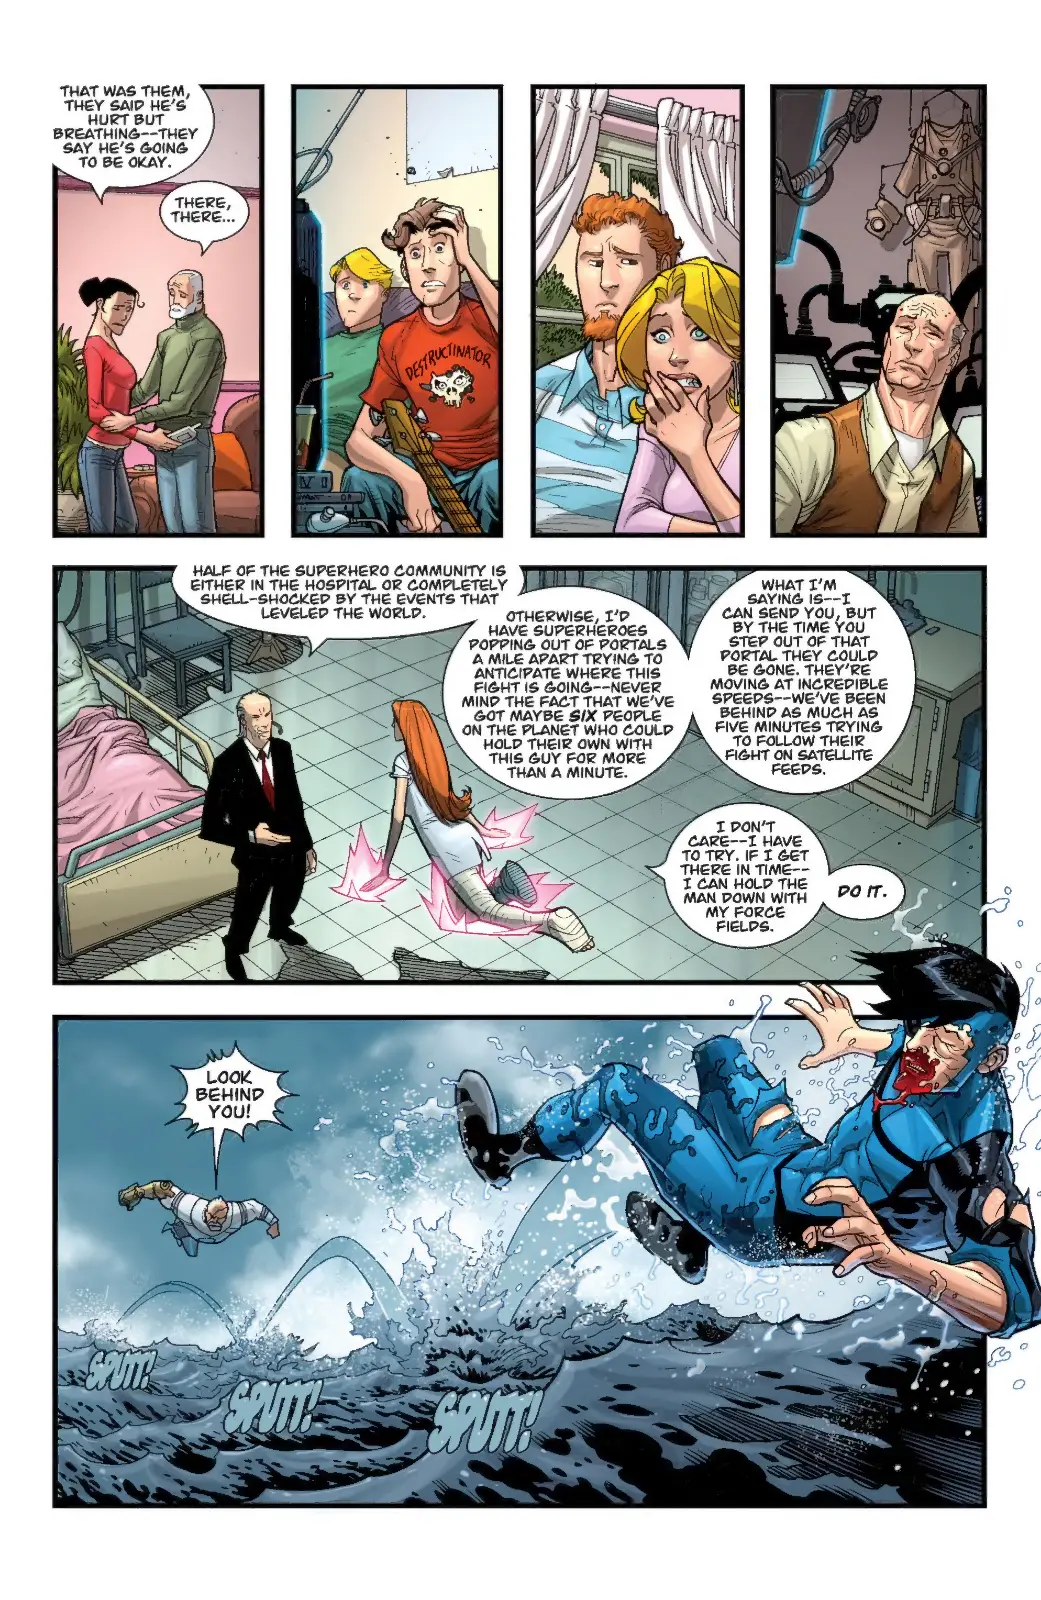 THAT WAS THEM,
THEY SAID HE'S
HURT BUT
BREATHING--THEY
SAY HE'S GOING
TO BE OKAY.
THERE,
THERE...
DESTRUCTINATOR
HALF OF THE SUPERHERO COMMUNITY IS
EITHER IN THE HOSPITAL OR COMPLETELY
SHELL-SHOCKED BY THE EVENTS THAT
LEVELED THE WORLD.
OTHERWISE, I'D
HAVE SUPERHEROES
POPPING OUT OF PORTALS
A MILE APART TRYING TO
ANTICIPATE WHERE THIS
FIGHT IS GOING--NEVER
MIND THE FACT THAT WE'VE
GOT MAYBE SIX PEOPLE
ON THE PLANET WHO COULD
HOLD THEIR OWN WITH
THIS GUY FOR MORE
THAN A MINUTE.
WHAT I'M
SAYING IS--I
CAN SEND YOU, BUT
BY THE TIME YOU
STEP OUT OF THAT
PORTAL THEY COULD
BE GONE. THEY'RE
MOVING AT INCREDIBLE
SPEEDS--WE'VE BEEN
BEHIND AS MUCH AS
FIVE MINUTES TRYING
TO FOLLOW THEIR
FIGHT ON SATELLITE
FEEDS.
I DON'T
CARE--I HAVE
TO TRY. IF I GET
THERE IN TIME--
I CAN HOLD THE
MAN DOWN WITH
MY FORCE
FIELDS.
DO IT.
LOOK
BEHIND
YOU!
SPUTT!
SPUTT!
SPUTT!